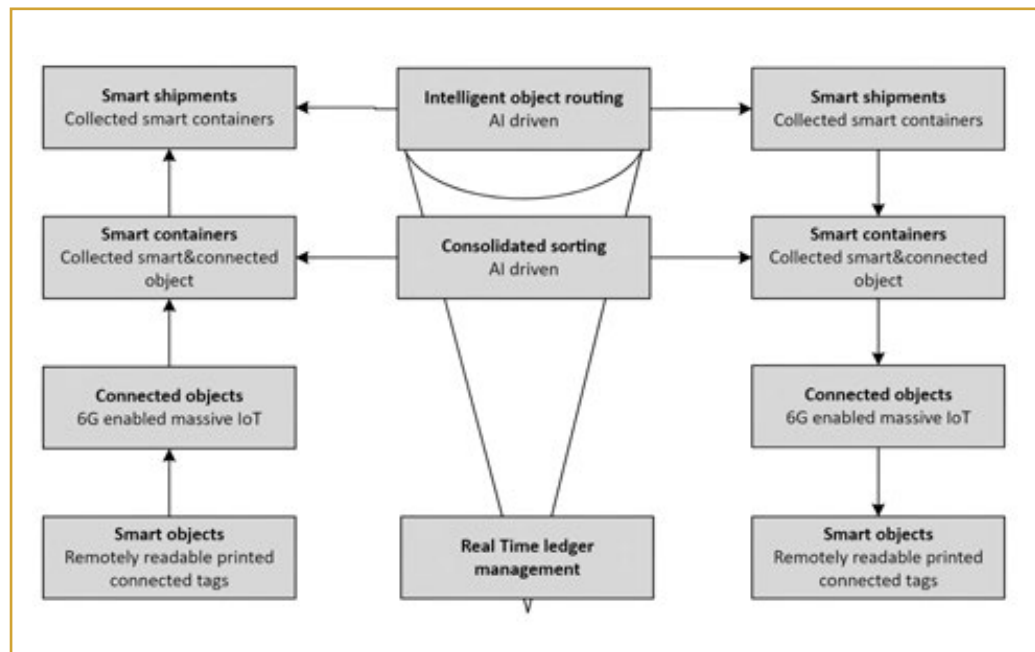 Smart shipments
Collected smart containers
Intelligent object routing
AI driven
Smart shipments
Collected smart containers
Smart containers
Collected smart&connected
object
Consolidated sorting
AI driven
Smart containers
Collected smart&connected
object
Connected objects
6G enabled massive IoT
Connected objects
6G enabled massive IoT
Smart objects
Remotely readable printed
connected tags
Real Time ledger
management
Smart objects
Remotely readable printed
connected tags